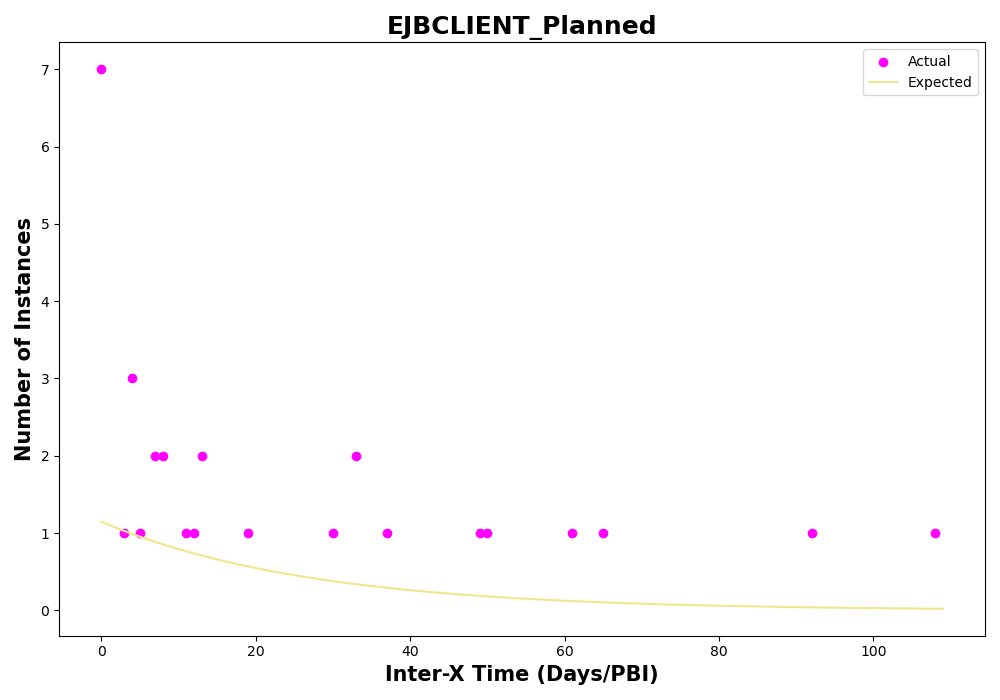 EJBCLIENT_Planned
Number of Instances
7
6
5
4
3
2
1
0
Actual
Expected
0 20 40 60 80 100
Inter-X Time (Days/PBI)